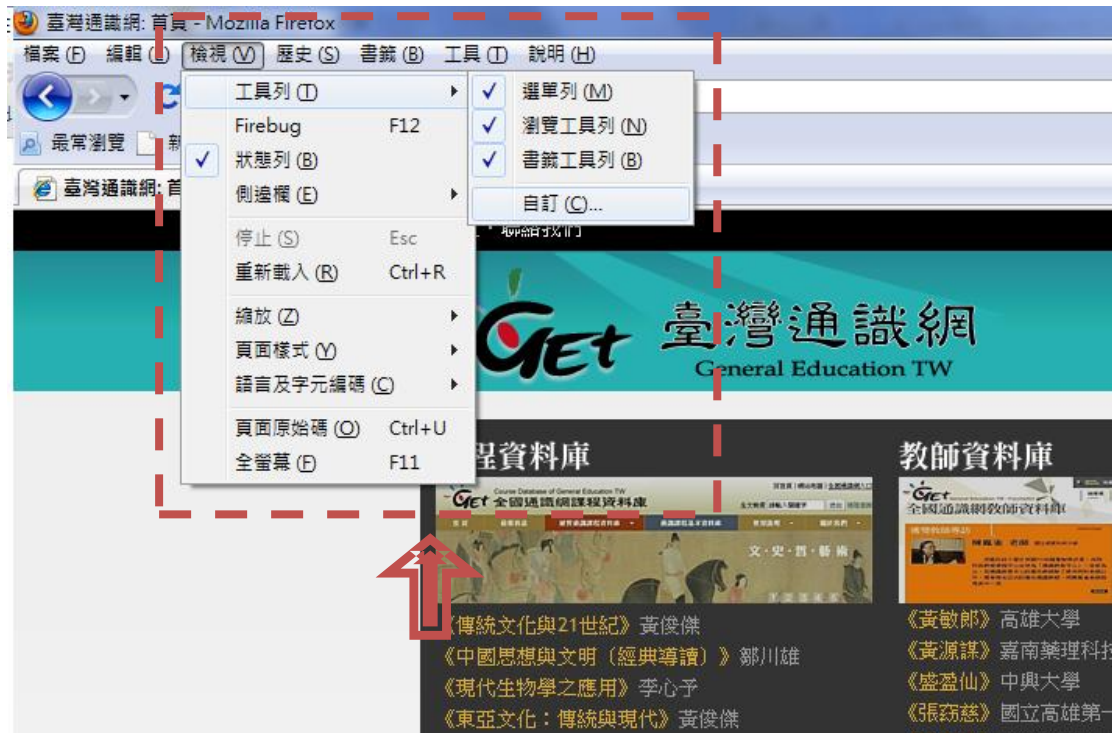 臺灣通識網: 首頁 - Mozilla Firefox
檔案 (F) 編輯 (E) 檢視 (V) 歷史 (S) 書籤 (B) 工具 (T) 說明 (H)
工具列 (T)
Firebug F12
狀態列 (B)
側邊欄 (E)
停止 (S) Esc
重新載入 (R) Ctrl+R
縮放 (Z)
頁面樣式 (Y)
語言及字元編碼 (C)
頁面原始碼 (O) Ctrl+U
全螢幕 (F) F11
選單列 (M)
瀏覽工具列 (N)
書籤工具列 (B)
自訂 (C)...
最常瀏覽 新
臺灣通識網: 首
聯絡我們
GET 臺灣通識網
General Education TW
程資料庫
GET Course Database of General Education TW
全國通識網課程資料庫
文·史·哲·藝術
《傳統文化與21世紀》黃俊傑
《中國思想與文明〔經典導讀〕》鄒川雄
《現代生物學之應用》李心予
《東亞文化：傳統與現代》黃俊傑
教師資料庫
GET
全國通識網教師資料庫
《黃敏郎》高雄大學
《黃源謀》嘉南藥理科技
《盛盈仙》中興大學
《張窈慈》國立高雄第一